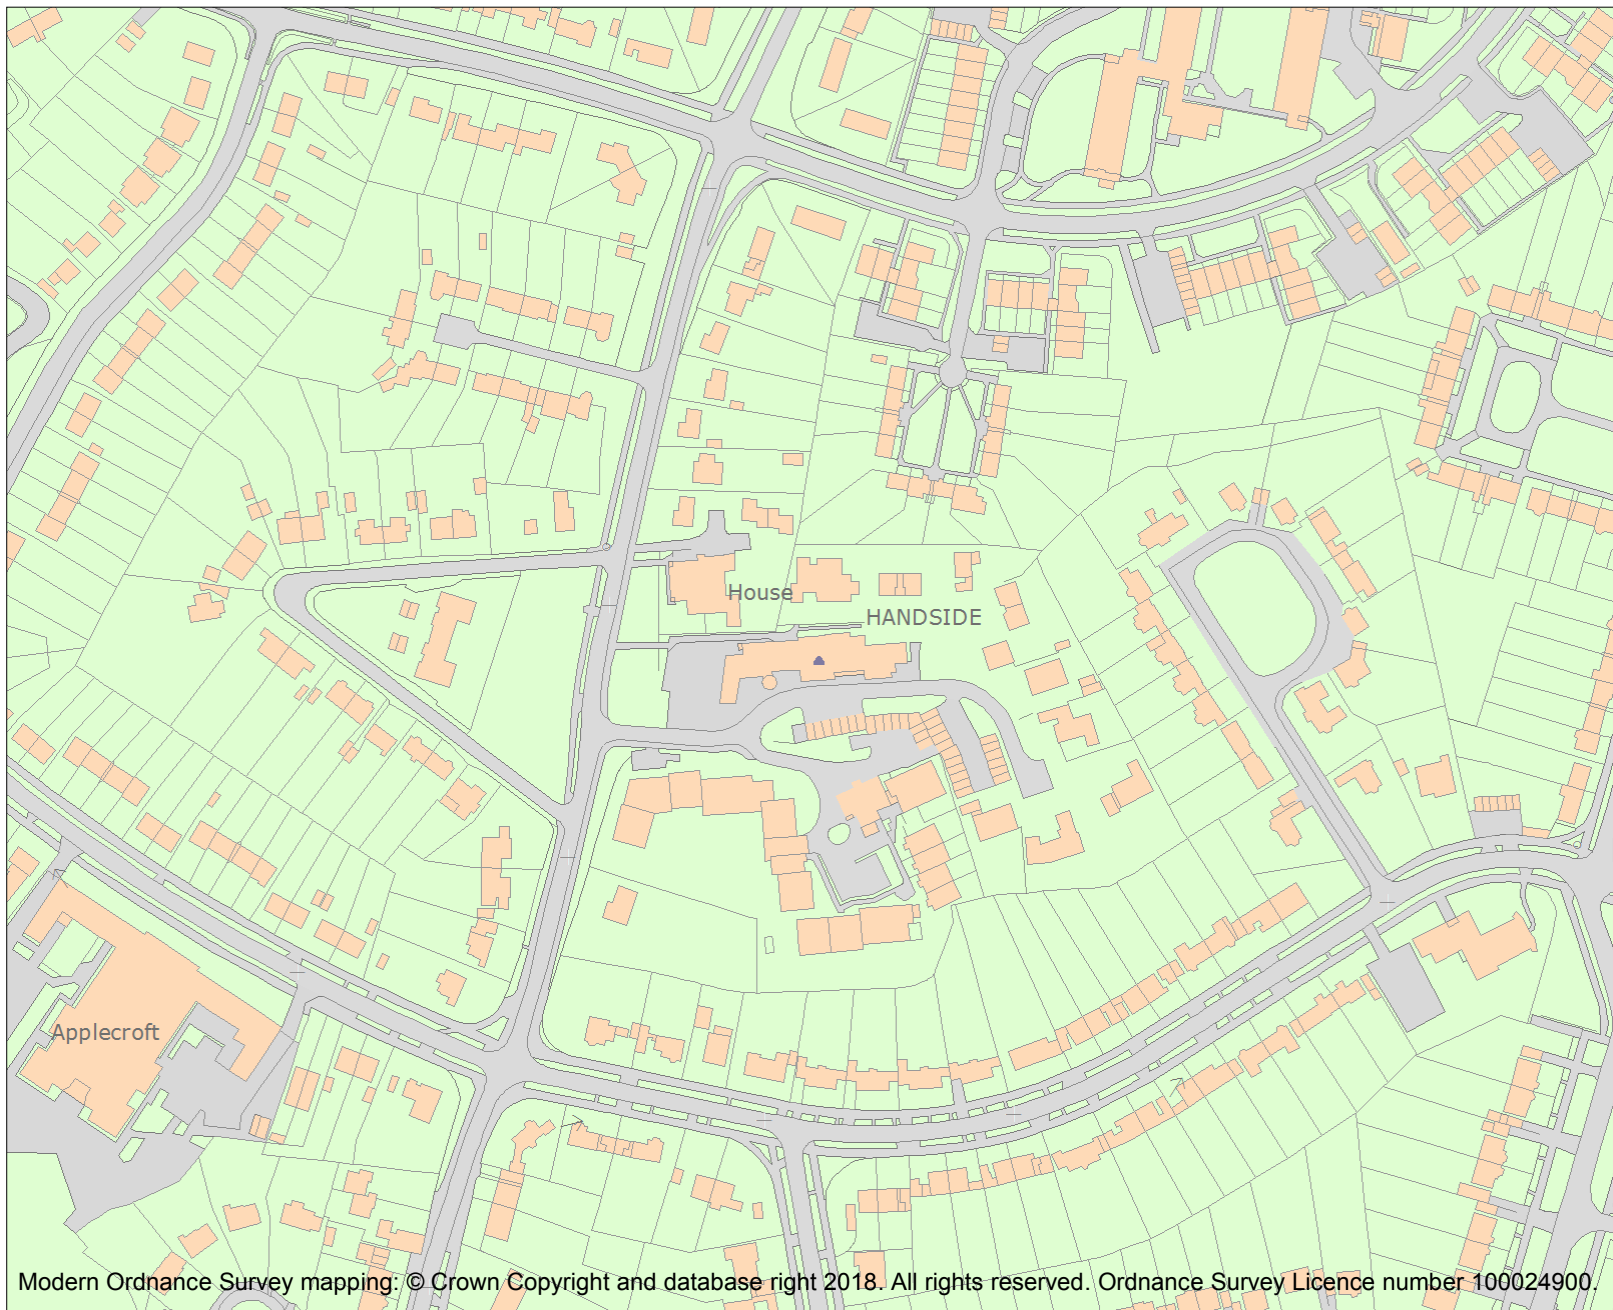 House
HANDSIDE
Applecroft
Modern Ordnance Survey mapping: © Crown Copyright and database right 2018. All rights reserved. Ordnance Survey Licence number 100024900.